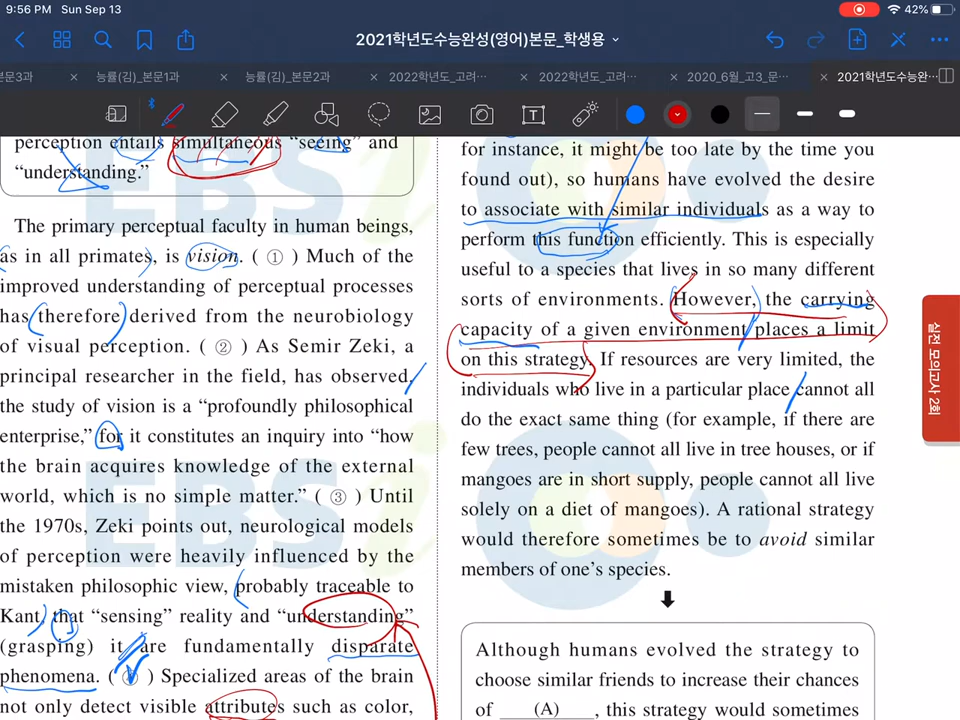 9:56 PM Sun Sep 13
42%
2021학년도수능완성(영어)본문_학생용
본문3과
능률(김)_본문1과
능률(김)_본문2과
2022학년도_고려…
2022학년도_고려…
2020_6월_고3_문…
2021학년도수능완…
perception entails simultaneous “seeing” and
“understanding.”
The primary perceptual faculty in human beings,
as in all primates, is vision. ( ① ) Much of the
improved understanding of perceptual processes
has therefore derived from the neurobiology
of visual perception. ( ② ) As Semir Zeki, a
principal researcher in the field, has observed,
the study of vision is a “profoundly philosophical
enterprise,” for it constitutes an inquiry into “how
the brain acquires knowledge of the external
world, which is no simple matter.” ( ③ ) Until
the 1970s, Zeki points out, neurological models
of perception were heavily influenced by the
mistaken philosophic view, probably traceable to
Kant, that “sensing” reality and “understanding”
(grasping) it are fundamentally disparate
phenomena. ( ④ ) Specialized areas of the brain
not only detect visible attributes such as color,
for instance, it might be too late by the time you
found out), so humans have evolved the desire
to associate with similar individuals as a way to
perform this function efficiently. This is especially
useful to a species that lives in so many different
sorts of environments. However, the carrying
capacity of a given environment places a limit
on this strategy. If resources are very limited, the
individuals who live in a particular place cannot all
do the exact same thing (for example, if there are
few trees, people cannot all live in tree houses, or if
mangoes are in short supply, people cannot all live
solely on a diet of mangoes). A rational strategy
would therefore sometimes be to avoid similar
members of one’s species.
Although humans evolved the strategy to
choose similar friends to increase their chances
of (A) , this strategy would sometimes
실전 모의고사 2회
EBS
EBS